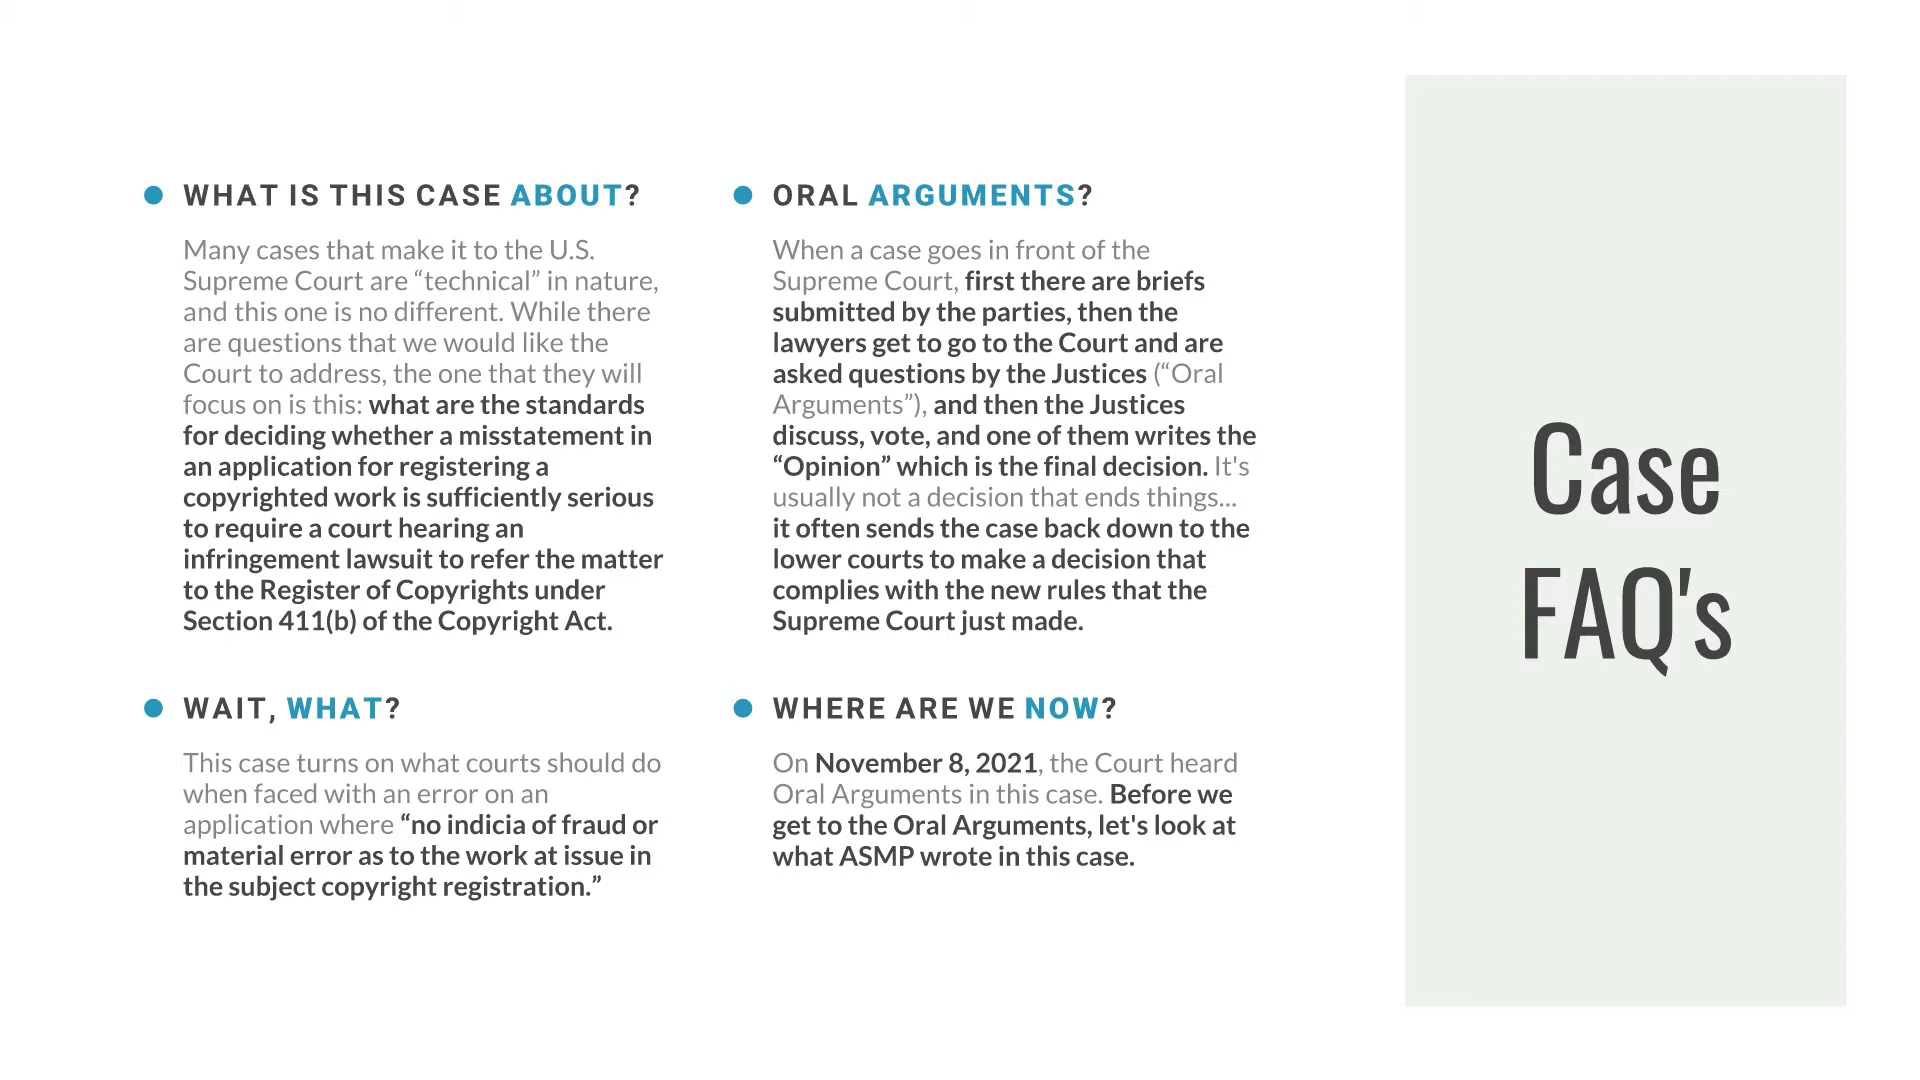 WHAT IS THIS CASE ABOUT?
Many cases that make it to the U.S.
Supreme Court are “technical” in nature,
and this one is no different. While there
are questions that we would like the
Court to address, the one that they will
focus on is this: what are the standards
for deciding whether a misstatement in
an application for registering a
copyrighted work is sufficiently serious
to require a court hearing an
infringement lawsuit to refer the matter
to the Register of Copyrights under
Section 411(b) of the Copyright Act.
WAIT, WHAT?
This case turns on what courts should do
when faced with an error on an
application where “no indicia of fraud or
material error as to the work at issue in
the subject copyright registration.”
ORAL ARGUMENTS?
When a case goes in front of the
Supreme Court, first there are briefs
submitted by the parties, then the
lawyers get to go to the Court and are
asked questions by the Justices (“Oral
Arguments”), and then the Justices
discuss, vote, and one of them writes the
“Opinion” which is the final decision. It's
usually not a decision that ends things...
it often sends the case back down to the
lower courts to make a decision that
complies with the new rules that the
Supreme Court just made.
WHERE ARE WE NOW?
On November 8, 2021, the Court heard
Oral Arguments in this case. Before we
get to the Oral Arguments, let's look at
what ASMP wrote in this case.
Case
FAQ's